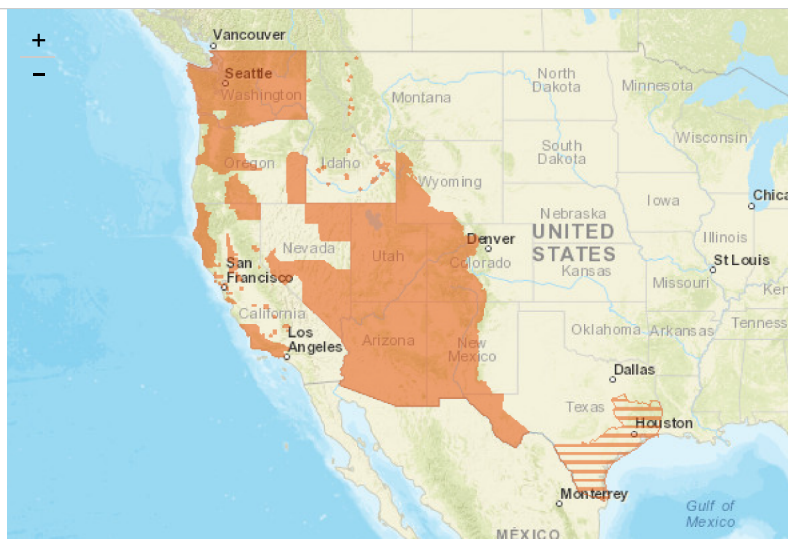 +
−
Vancouver
Seattle
Washington
Montana
North
Dakota
Minnesota
South
Dakota
Wisconsin
Oregon
Idaho
Wyoming
Iowa
Chica
Nebraska
Illinois
Nevada
Utah
Denver
Colorado
UNITED
STATES
Kansas
St Louis
Missouri
Ken
San
Francisco
California
Los
Angeles
Arizona
New
Mexico
Oklahoma
Arkansas
Tennes
Dallas
Texas
Houston
Monterrey
Gulf of
Mexico
MÉXICO